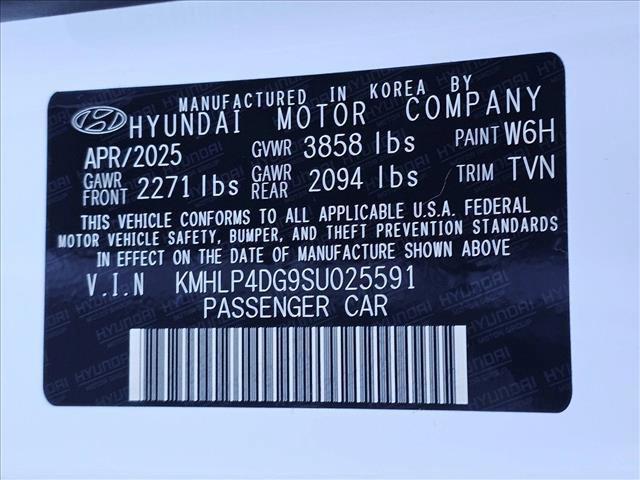 MANUFACTURED IN KOREA BY
HYUNDAI MOTOR COMPANY
APR/2025 GVWR 3858 lbs PAINT W6H
GAWR FRONT 2271 lbs GAWR REAR 2094 lbs TRIM TVN
THIS VEHICLE CONFORMS TO ALL APPLICABLE U.S.A. FEDERAL
MOTOR VEHICLE SAFETY, BUMPER, AND THEFT PREVENTION STANDARDS
IN EFFECT ON THE DATE OF MANUFACTURE SHOWN ABOVE
V.I.N KMHLP4DG9SU025591
PASSENGER CAR